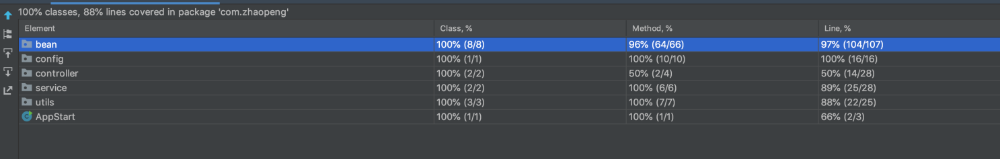 100% classes, 88% lines covered in package 'com.zhaopeng'
Element Class, % Method, % Line, %
bean 100% (8/8) 96% (64/66) 97% (104/107)
config 100% (1/1) 100% (10/10) 100% (16/16)
controller 100% (2/2) 50% (2/4) 50% (14/28)
service 100% (2/2) 100% (6/6) 89% (25/28)
utils 100% (3/3) 100% (7/7) 88% (22/25)
C AppStart 100% (1/1) 100% (1/1) 66% (2/3)